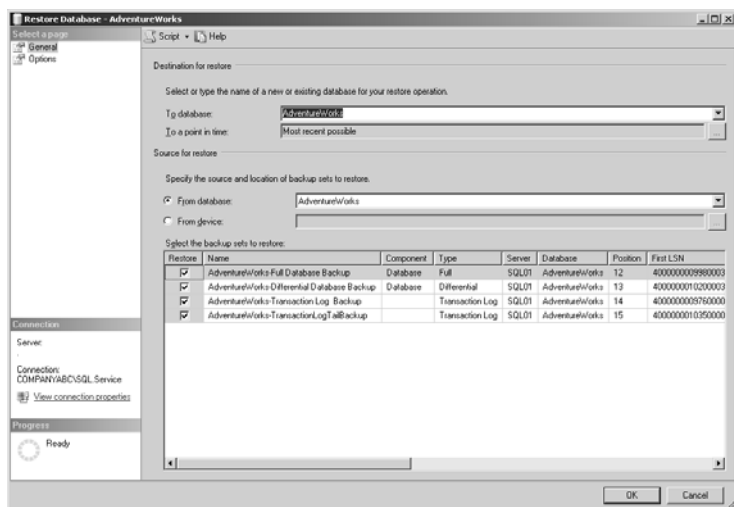 Restore Database - AdventureWorks
Select a page
General
Options
Script Help
Destination for restore
Select or type the name of a new or existing database for your restore operation.
To database: AdventureWorks
To a point in time: Most recent possible ...
Source for restore
Specify the source and location of backup sets to restore.
From database: AdventureWorks
From device: ...
Select the backup sets to restore:
Restore Name Component Type Server Database Position First LSN
AdventureWorks-Full Database Backup Database Full SQL01 AdventureWorks 12 4000000009980003
AdventureWorks-Differential Database Backup Database Differential SQL01 AdventureWorks 13 4000000010200003
AdventureWorks-Transaction Log Backup Transaction Log SQL01 AdventureWorks 14 4000000009760000
AdventureWorks-TransactionLogTailBackup Transaction Log SQL01 AdventureWorks 15 4000000010350000
Connection
Server:
.
Connection:
COMPANYABC\SQL.Service
View connection properties
Progress
Ready
OK Cancel